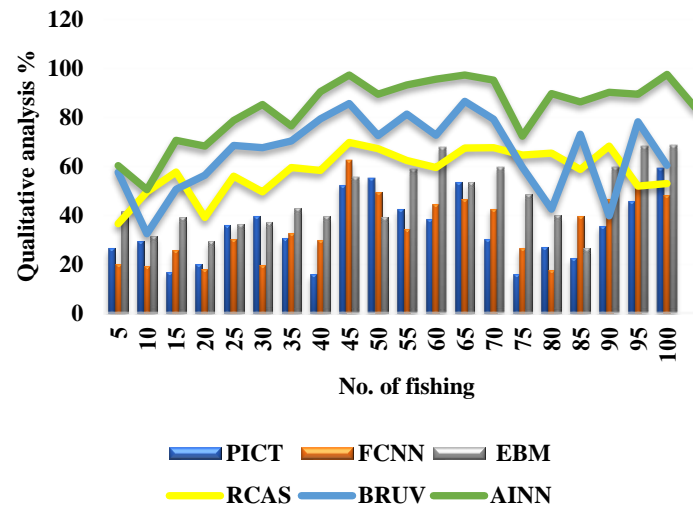 120
100
80
60
40
20
0
Qualitative analysis %
5 10 15 20 25 30 35 40 45 50 55 60 65 70 75 80 85 90 95 100
No. of fishing
PICT FCNN EBM
RCAS BRUV AINN